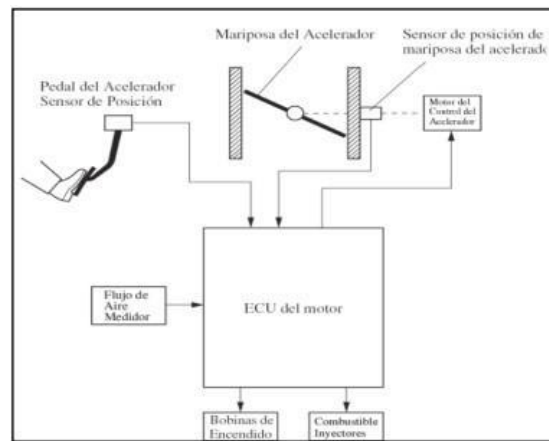 Mariposa del Acelerador
Sensor de posición de
mariposa del acelerado
Pedal del Acelerador
Sensor de Posición
Motor del
Control del
Acelerador
Flujo de
Aire
Medidor
ECU del motor
Bobinas de
Encendido
Combustible
Inyectores